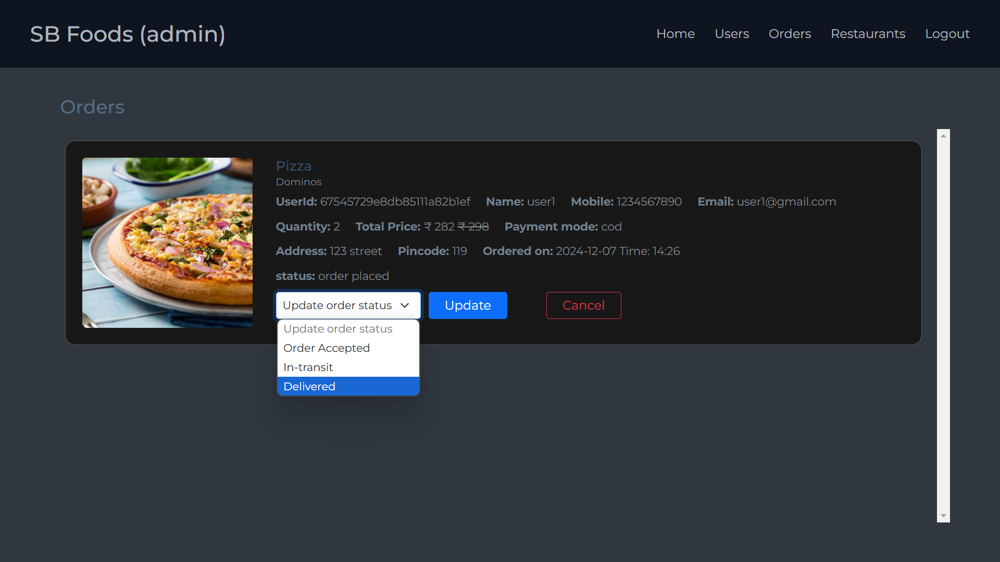 SB Foods (admin)
Home Users Orders Restaurants Logout
Orders
Pizza
Dominos
UserId: 67545729e8db85111a82b1ef Name: user1 Mobile: 1234567890 Email: user1@gmail.com
Quantity: 2 Total Price: ₹ 282 ₹ 298 Payment mode: cod
Address: 123 street Pincode: 119 Ordered on: 2024-12-07 Time: 14:26
status: order placed
Update order status Update Cancel
Update order status
Order Accepted
In-transit
Delivered